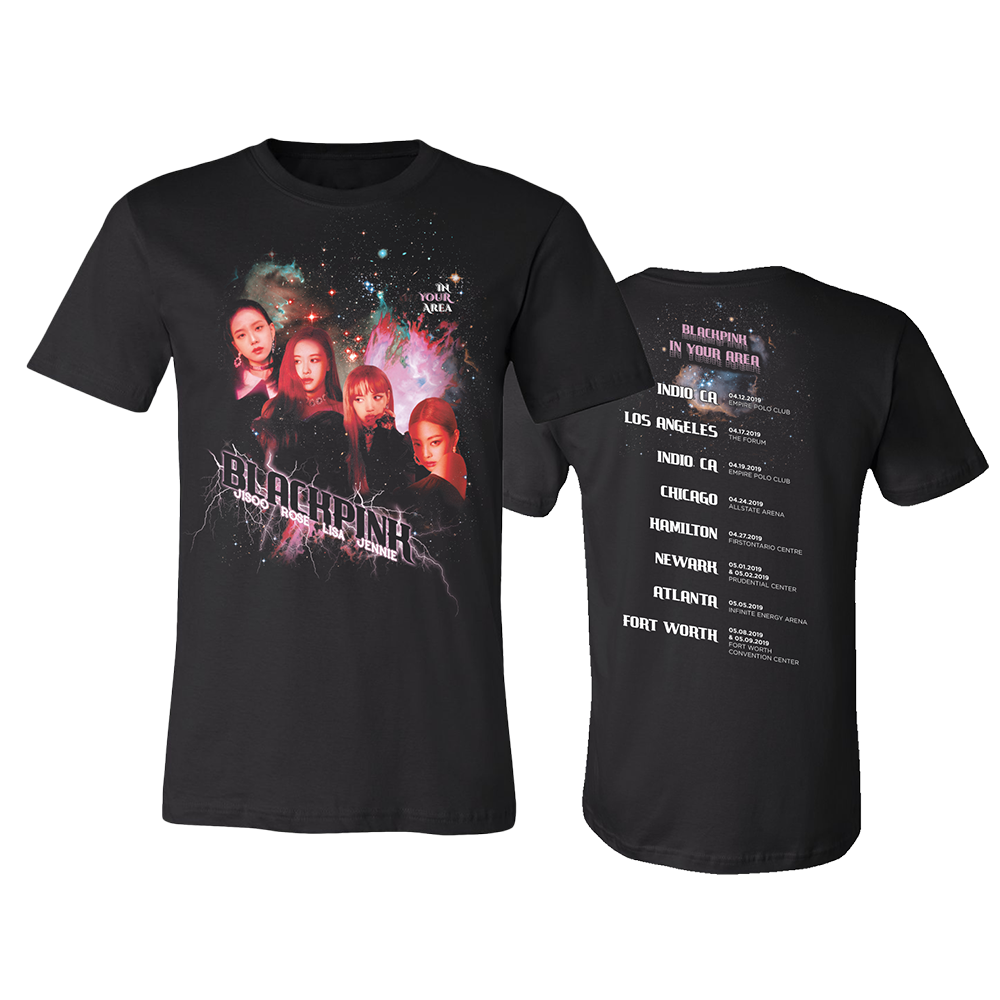 IN
YOUR
AREA
BLACKPINK
JISOO ROSÉ LISA JENNIE
BLACKPINK
IN YOUR AREA
INDIO CA
04.12.2019
EMPIRE POLO CLUB
LOS ANGELES
04.17.2019
THE FORUM
INDIO CA
04.19.2019
EMPIRE POLO CLUB
CHICAGO
04.24.2019
ALLSTATE ARENA
HAMILTON
04.27.2019
FIRSTONTARIO CENTRE
NEWARK
05.01.2019
& 05.02.2019
PRUDENTIAL CENTER
ATLANTA
05.05.2019
INFINITE ENERGY ARENA
FORT WORTH
05.08.2019
& 05.09.2019
FORT WORTH
CONVENTION CENTER